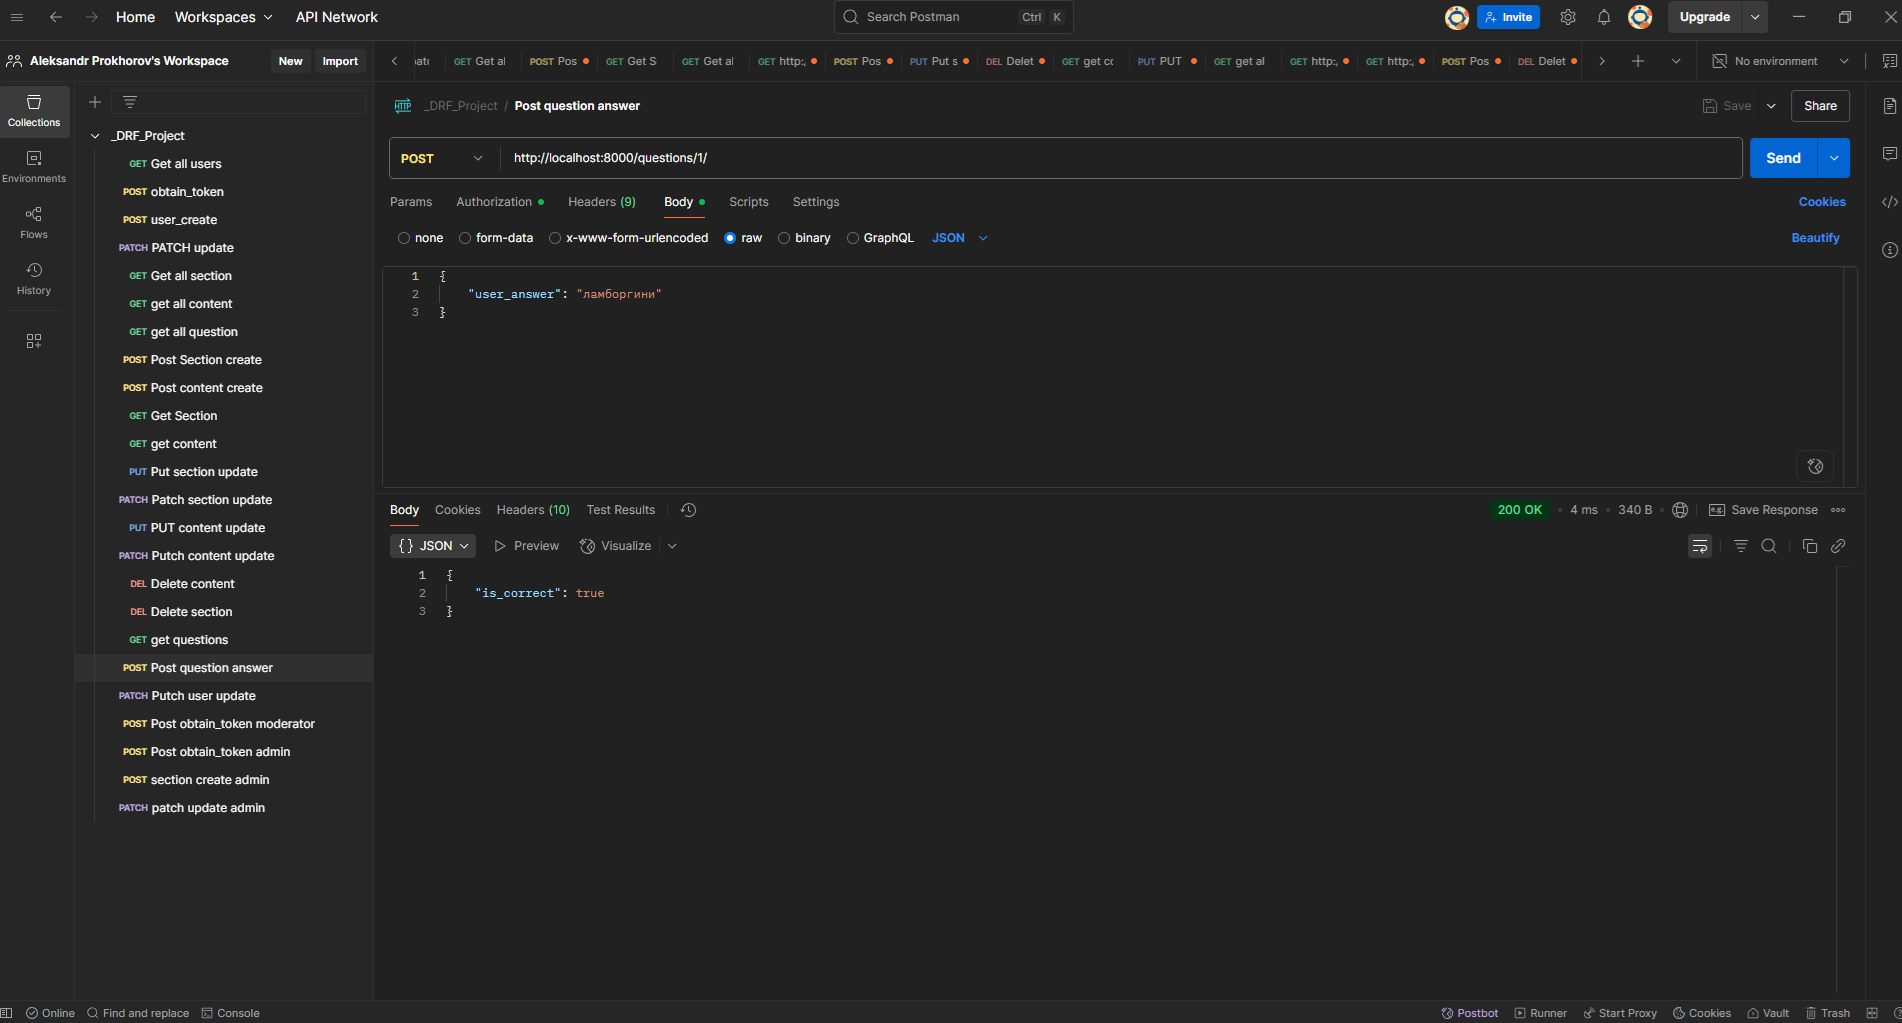 Home Workspaces API Network Search Postman Ctrl K Invite Upgrade
Aleksandr Prokhorov's Workspace New Import GET Get al POST Pos GET Get S GET Get al GET http:, POST Pos PUT Put s DEL Delet GET get cc PUT PUT GET get al GET http:, GET http:, POST Pos DEL Delet No environment
Collections
Environments
Flows
History
_DRF_Project
GET Get all users
POST obtain_token
POST user_create
PATCH PATCH update
GET Get all section
GET get all content
GET get all question
POST Post Section create
POST Post content create
GET Get Section
GET get content
PUT Put section update
PATCH Patch section update
PUT PUT content update
PATCH Putch content update
DEL Delete content
DEL Delete section
GET get questions
POST Post question answer
PATCH Putch user update
POST Post obtain_token moderator
POST Post obtain_token admin
POST section create admin
PATCH patch update admin
HTTP _DRF_Project / Post question answer Save Share
POST http://localhost:8000/questions/1/ Send
Params Authorization Headers (9) Body Scripts Settings Cookies
none form-data x-www-form-urlencoded raw binary GraphQL JSON Beautify
1 {
2 "user_answer": "ламборгини"
3 }
Body Cookies Headers (10) Test Results 200 OK 4 ms 340 B e.g. Save Response
{} JSON Preview Visualize
1 {
2 "is_correct": true
3 }
Online Find and replace Console Postbot Runner Start Proxy Cookies Vault Trash